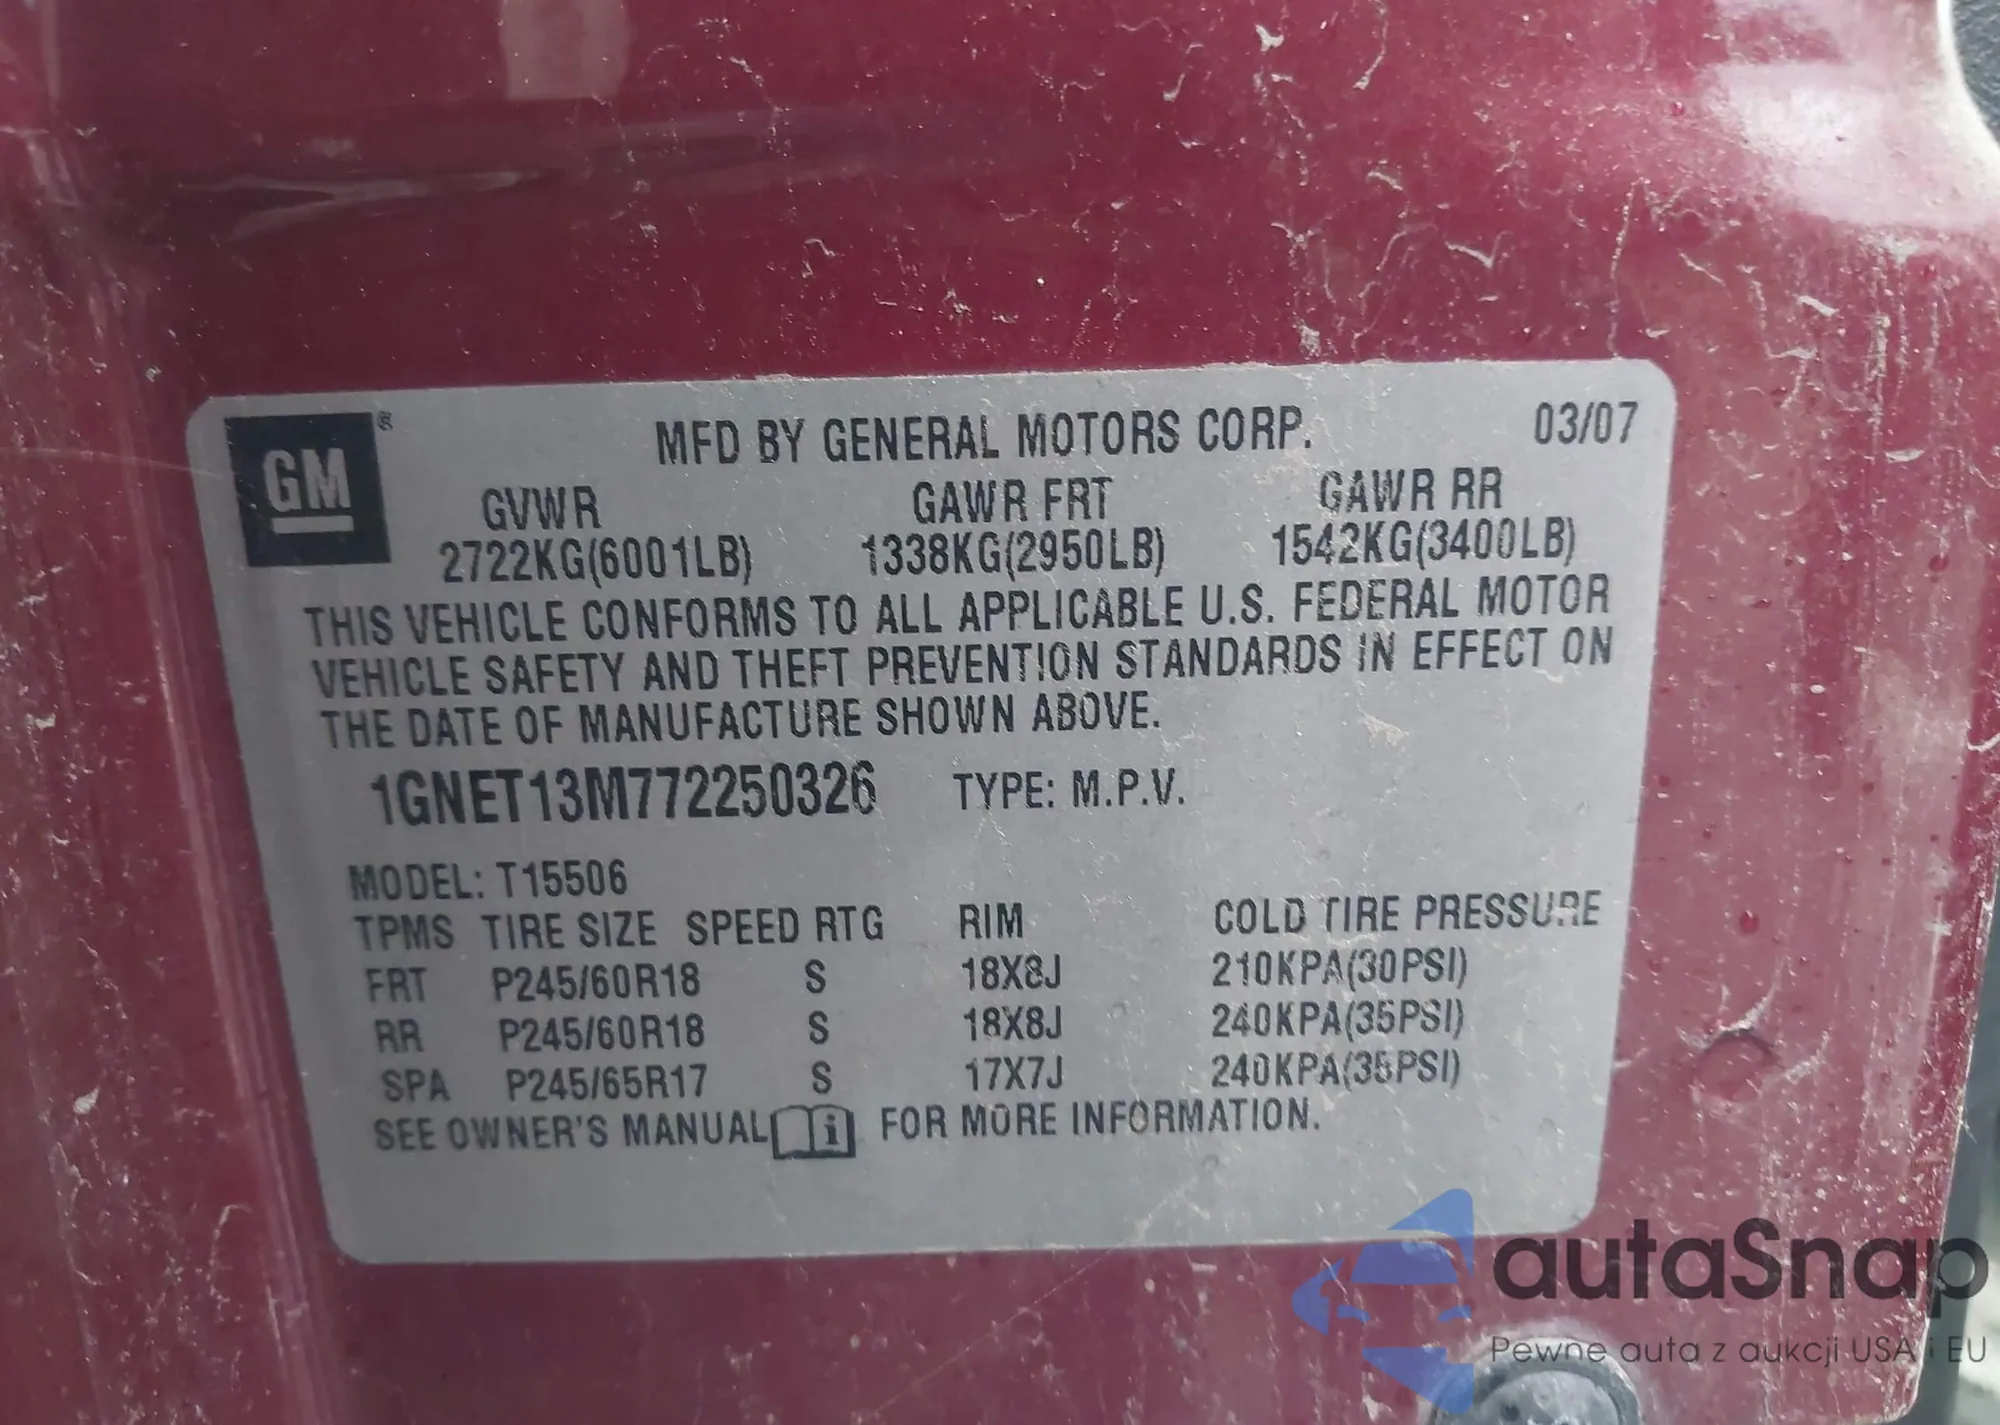 GM®
MFD BY GENERAL MOTORS CORP. 03/07
GVWR GAWR FRT GAWR RR
2722KG(6001LB) 1338KG(2950LB) 1542KG(3400LB)
THIS VEHICLE CONFORMS TO ALL APPLICABLE U.S. FEDERAL MOTOR
VEHICLE SAFETY AND THEFT PREVENTION STANDARDS IN EFFECT ON
THE DATE OF MANUFACTURE SHOWN ABOVE.
1GNET13M772250326 TYPE: M.P.V.
MODEL: T15506
TPMS TIRE SIZE SPEED RTG RIM COLD TIRE PRESSURE
FRT P245/60R18 S 18X8J 210KPA(30PSI)
RR P245/60R18 S 18X8J 240KPA(35PSI)
SPA P245/65R17 S 17X7J 240KPA(35PSI)
SEE OWNER'S MANUAL i FOR MORE INFORMATION.
autaSnap
Pewne auta z aukcji USA i EU